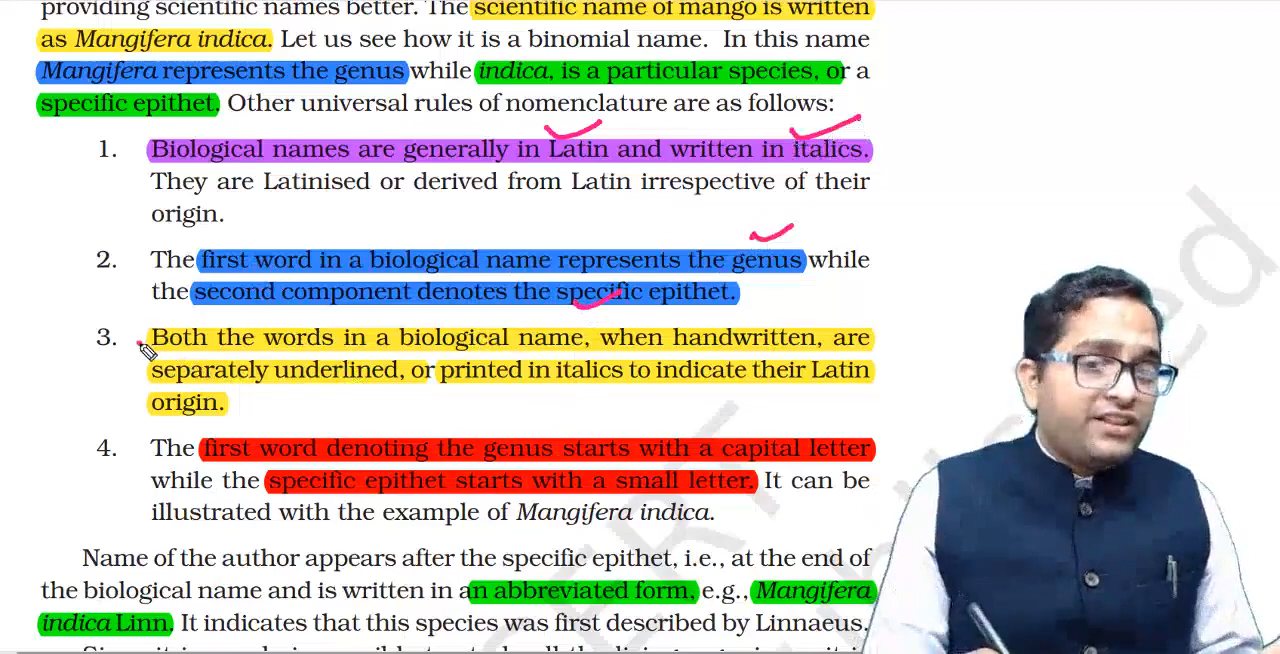 providing scientific names better. The scientific name of mango is written
as Mangifera indica. Let us see how it is a binomial name. In this name
Mangifera represents the genus while indica, is a particular species, or a
specific epithet. Other universal rules of nomenclature are as follows:
1. Biological names are generally in Latin and written in italics.
They are Latinised or derived from Latin irrespective of their
origin.
2. The first word in a biological name represents the genus while
the second component denotes the specific epithet.
3. Both the words in a biological name, when handwritten, are
separately underlined, or printed in italics to indicate their Latin
origin.
4. The first word denoting the genus starts with a capital letter
while the specific epithet starts with a small letter. It can be
illustrated with the example of Mangifera indica.
Name of the author appears after the specific epithet, i.e., at the end of
the biological name and is written in an abbreviated form, e.g., Mangifera
indica Linn. It indicates that this species was first described by Linnaeus.